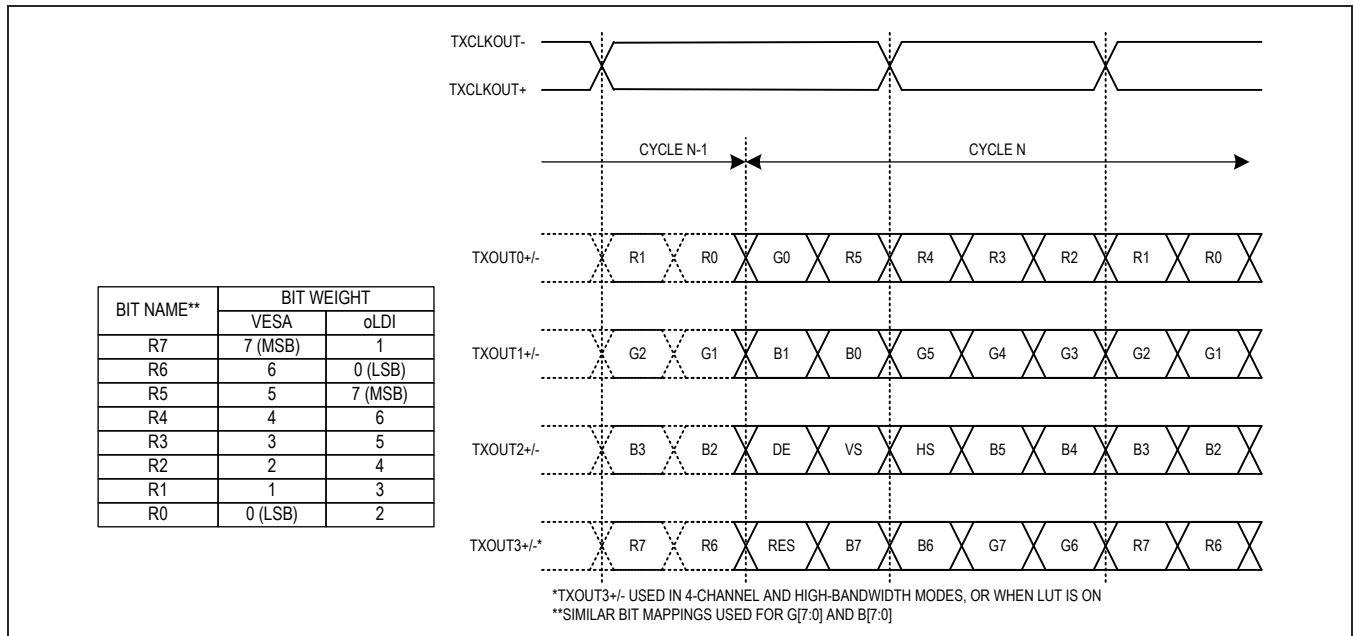 TXCLKOUT-
TXCLKOUT+
CYCLE N-1 CYCLE N
TXOUT0+/- R1 R0 G0 R5 R4 R3 R2 R1 R0
TXOUT1+/- G2 G1 B1 B0 G5 G4 G3 G2 G1
TXOUT2+/- B3 B2 DE VS HS B5 B4 B3 B2
TXOUT3+/-* R7 R6 RES B7 B6 G7 G6 R7 R6
BIT NAME** BIT WEIGHT
VESA oLDI
R7 7 (MSB) 1
R6 6 0 (LSB)
R5 5 7 (MSB)
R4 4 6
R3 3 5
R2 2 4
R1 1 3
R0 0 (LSB) 2
*TXOUT3+/- USED IN 4-CHANNEL AND HIGH-BANDWIDTH MODES, OR WHEN LUT IS ON
**SIMILAR BIT MAPPINGS USED FOR G[7:0] AND B[7:0]